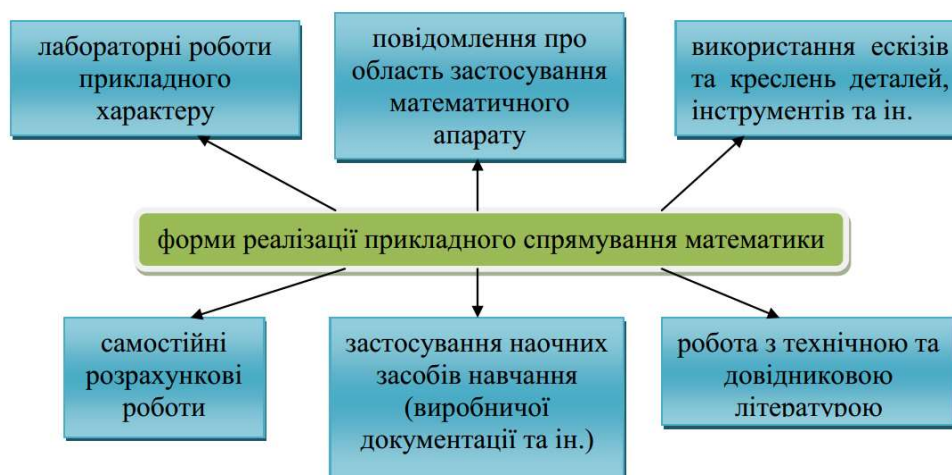 лабораторні роботи
прикладного
характеру
повідомлення про
область застосування
математичного
апарату
використання ескізів
та креслень деталей,
інструментів та ін.
форми реалізації прикладного спрямування математики
самостійні
розрахункові
роботи
застосування наочних
засобів навчання
(виробничої
документації та ін.)
робота з технічною та
довідниковою
літературою